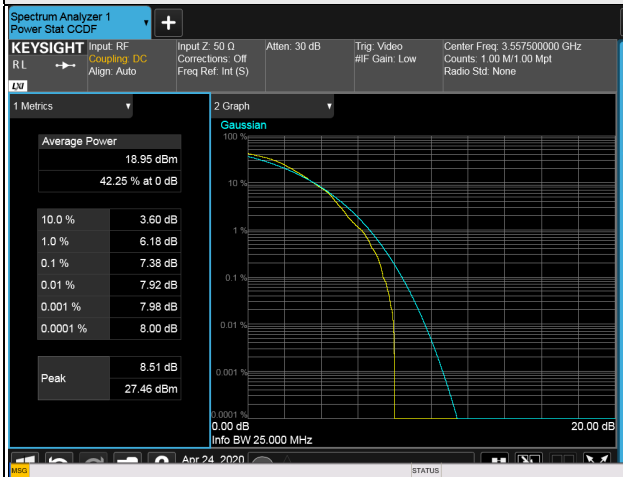 Spectrum Analyzer 1
Power Stat CCDF
+
KEYSIGHT
RL
LXI
Input: RF
Coupling: DC
Align: Auto
Input Z: 50 Ω
Corrections: Off
Freq Ref: Int (S)
Atten: 30 dB
Trig: Video
#IF Gain: Low
Center Freq: 3.557500000 GHz
Counts: 1.00 M/1.00 Mpt
Radio Std: None
1 Metrics
Average Power
18.95 dBm
42.25 % at 0 dB
10.0 % 3.60 dB
1.0 % 6.18 dB
0.1 % 7.38 dB
0.01 % 7.92 dB
0.001 % 7.98 dB
0.0001 % 8.00 dB
Peak
8.51 dB
27.46 dBm
2 Graph
Gaussian
100 %
10 %
1 %
0.1 %
0.01 %
0.001 %
0.0001 %
0.00 dB 20.00 dB
Info BW 25.000 MHz
Apr 24, 2020
MSG STATUS